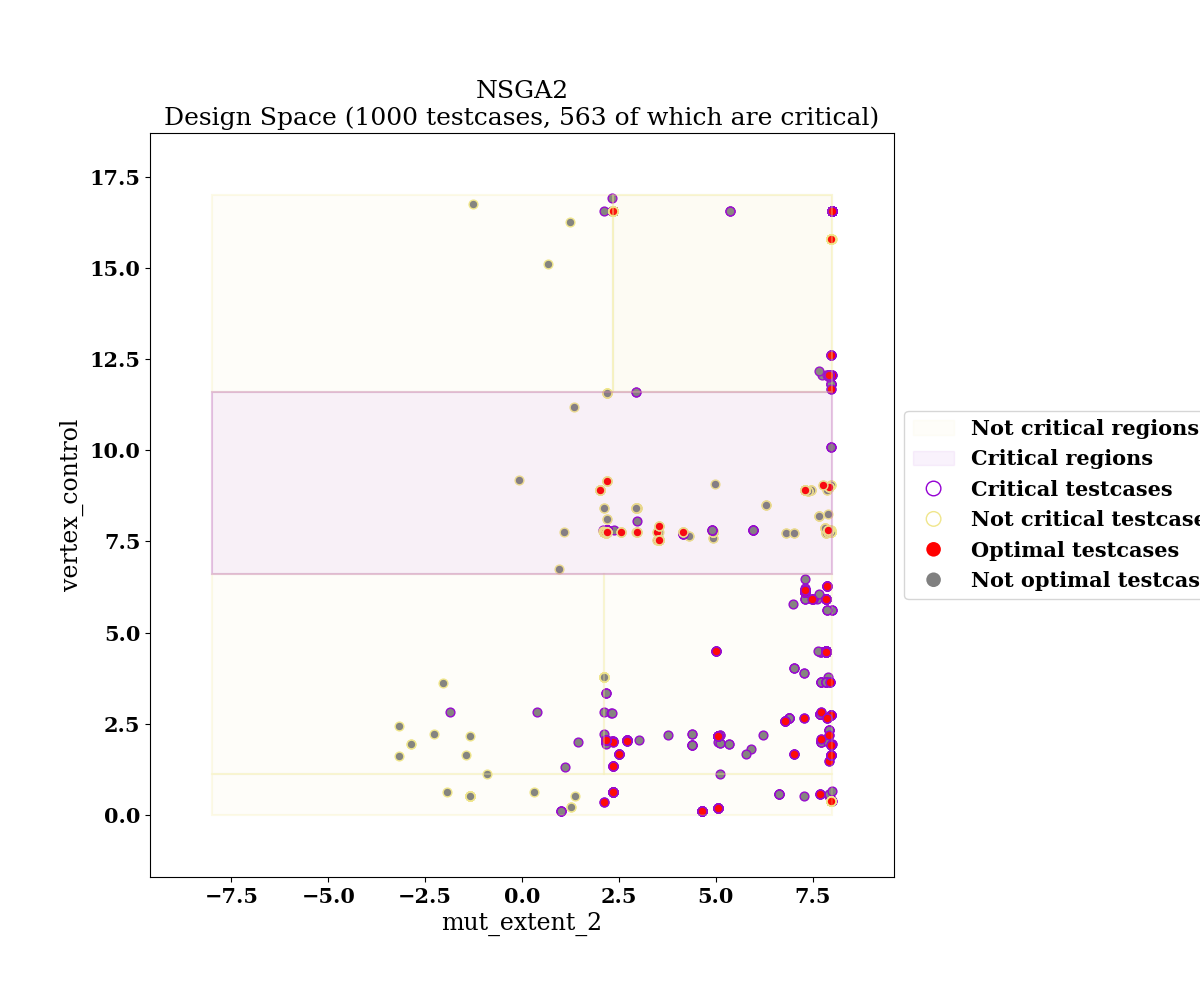 NSGA2
Design Space (1000 testcases, 563 of which are critical)
17.5
15.0
12.5
10.0
7.5
5.0
2.5
0.0
vertex_control
−7.5
−5.0
−2.5
0.0
2.5
5.0
7.5
mut_extent_2
Not critical regions
Critical regions
Critical testcases
Not critical testcase
Optimal testcases
Not optimal testcas